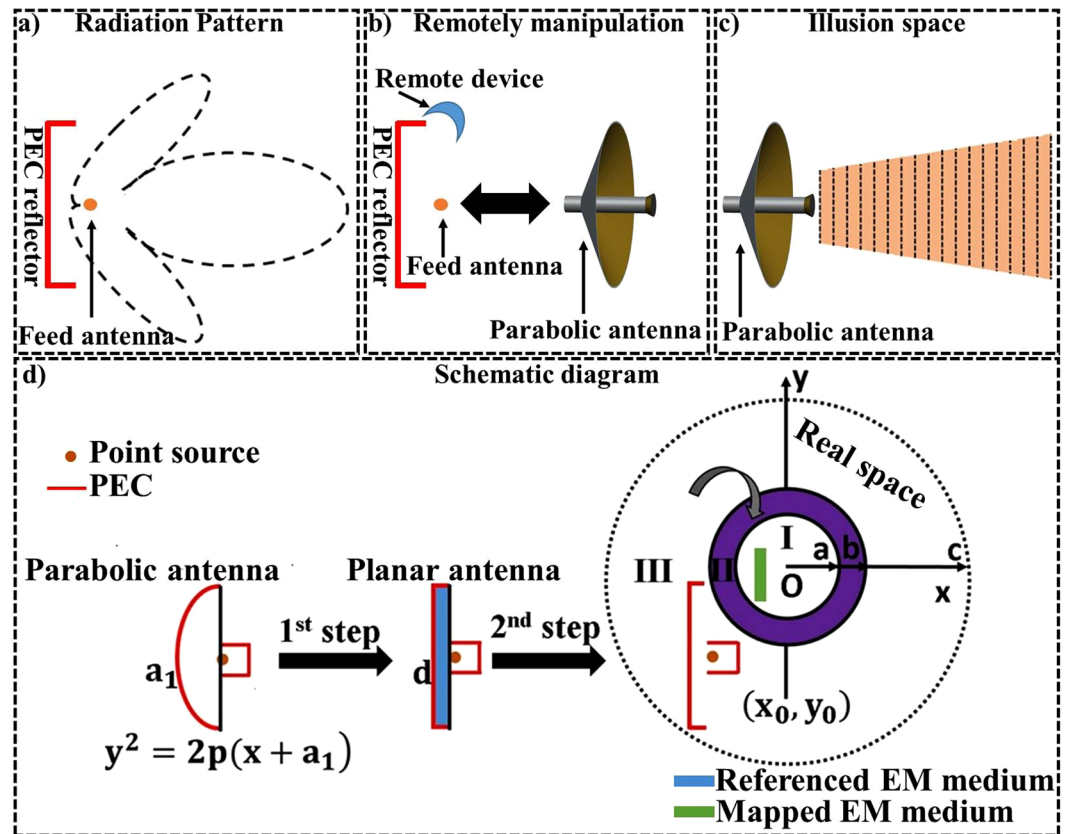 a) Radiation Pattern
PEC reflector
Feed antenna
b) Remotely manipulation
Remote device
PEC reflector
Feed antenna
Parabolic antenna
c) Illusion space
Parabolic antenna
d) Schematic diagram
Point source
PEC
Parabolic antenna
a₁
y² = 2p(x + a₁)
1st step
Planar antenna
d
2nd step
y
Real space
I
a b c
III II
O
x
(x₀, y₀)
Referenced EM medium
Mapped EM medium